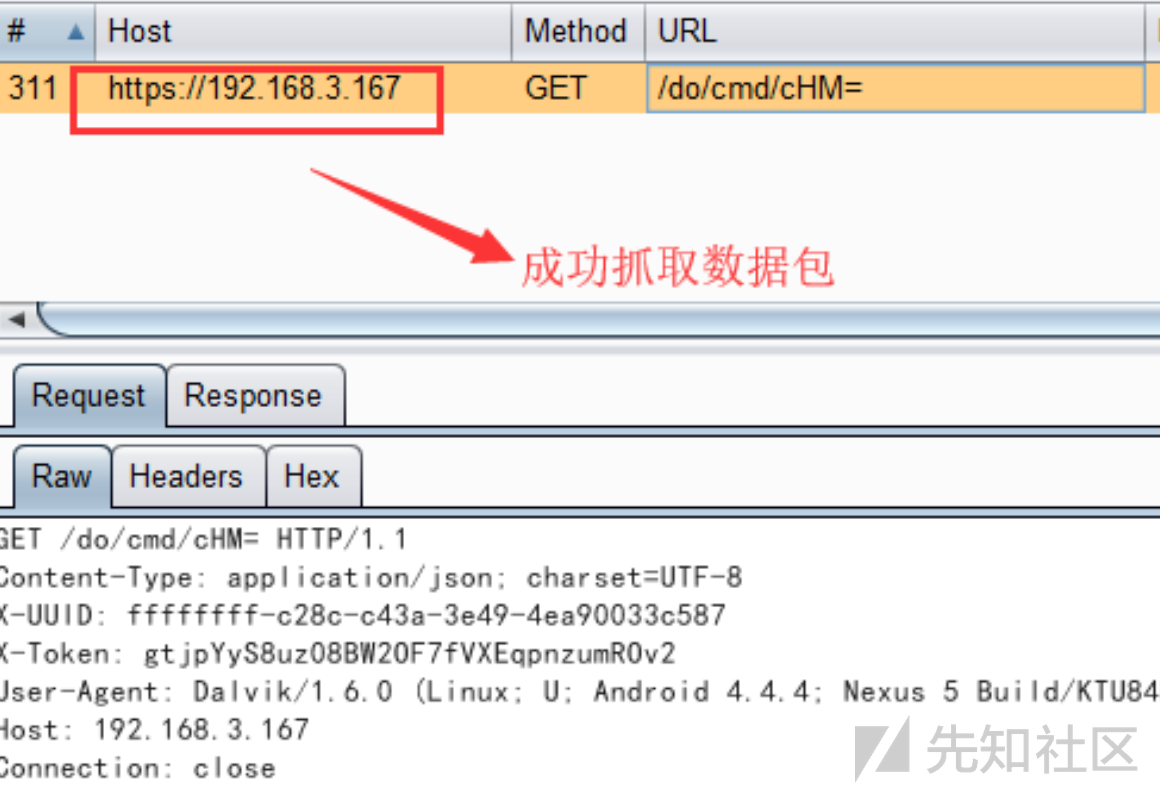 # Host Method URL
311 https://192.168.3.167 GET /do/cmd/cHM=
成功抓取数据包
Request Response
Raw Headers Hex
GET /do/cmd/cHM= HTTP/1.1
Content-Type: application/json; charset=UTF-8
X-UUID: ffffffff-c28c-c43a-3e49-4ea90033c587
X-Token: gtjpYyS8uz08BW2OF7fVXEqpnzumROv2
User-Agent: Dalvik/1.6.0 (Linux; U; Android 4.4.4; Nexus 5 Build/KTU84
Host: 192.168.3.167
Connection: close
先知社区